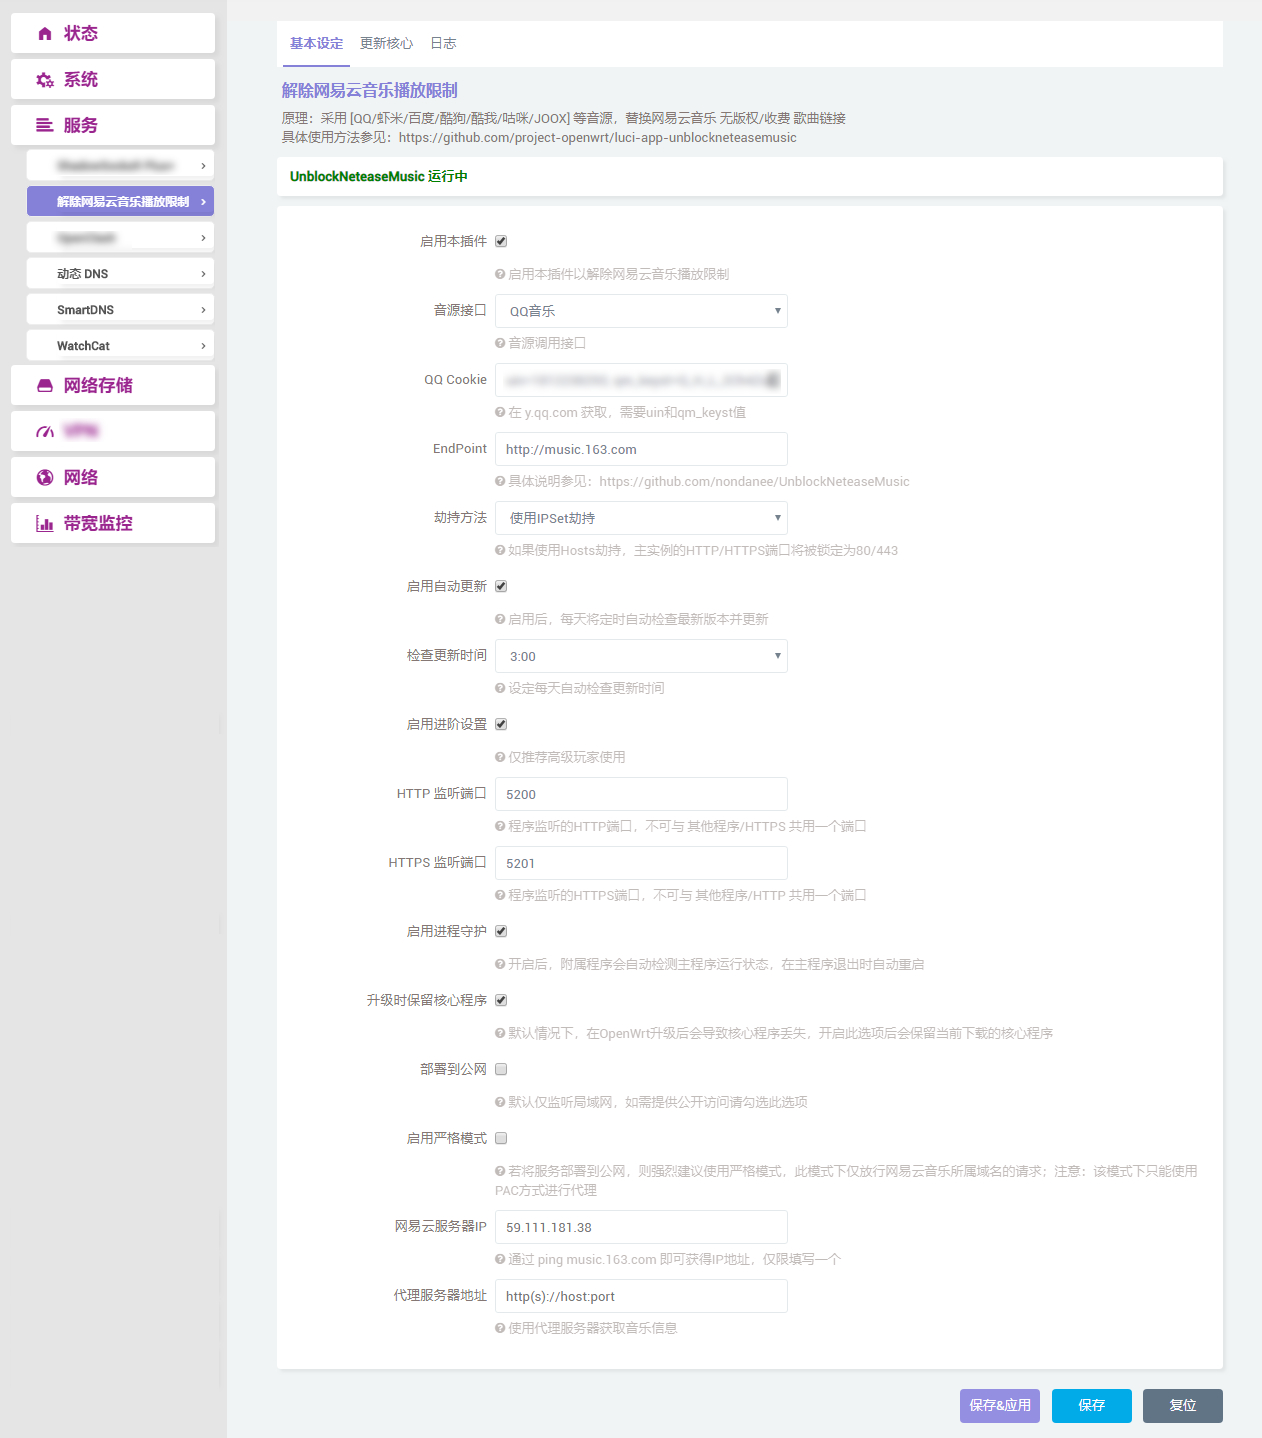 状态
系统
服务
解除网易云音乐播放限制
动态 DNS
SmartDNS
WatchCat
网络存储
网络
带宽监控
基本设定 更新核心 日志
解除网易云音乐播放限制
原理：采用 [QQ/虾米/百度/酷狗/酷我/咕咪/JOOX] 等音源，替换网易云音乐 无版权/收费 歌曲链接
具体使用方法参见：https://github.com/project-openwrt/luci-app-unblockneteasemusic
UnblockNeteaseMusic 运行中
启用本插件
启用本插件以解除网易云音乐播放限制
音源接口 QQ音乐
音源调用接口
QQ Cookie
在 y.qq.com 获取，需要uin和qm_keyst值
EndPoint http://music.163.com
具体说明参见：https://github.com/nondanee/UnblockNeteaseMusic
劫持方法 使用IPSet劫持
如果使用Hosts劫持，主实例的HTTP/HTTPS端口将被锁定为80/443
启用自动更新
启用后，每天将定时自动检查最新版本并更新
检查更新时间 3:00
设定每天自动检查更新时间
启用进阶设置
仅推荐高级玩家使用
HTTP 监听端口 5200
程序监听的HTTP端口，不可与 其他程序/HTTPS 共用一个端口
HTTPS 监听端口 5201
程序监听的HTTPS端口，不可与 其他程序/HTTP 共用一个端口
启用进程守护
开启后，附属程序会自动检测主程序运行状态，在主程序退出时自动重启
升级时保留核心程序
默认情况下，在OpenWrt升级后会导致核心程序丢失，开启此选项后会保留当前下载的核心程序
部署到公网
默认仅监听局域网，如需提供公开访问请勾选此选项
启用严格模式
若将服务部署到公网，则强烈建议使用严格模式，此模式下仅放行网易云音乐所属域名的请求；注意：该模式下只能使用
PAC方式进行代理
网易云服务器IP 59.111.181.38
通过 ping music.163.com 即可获得IP地址，仅限填写一个
代理服务器地址 http(s)://host:port
使用代理服务器获取音乐信息
保存&应用 保存 复位